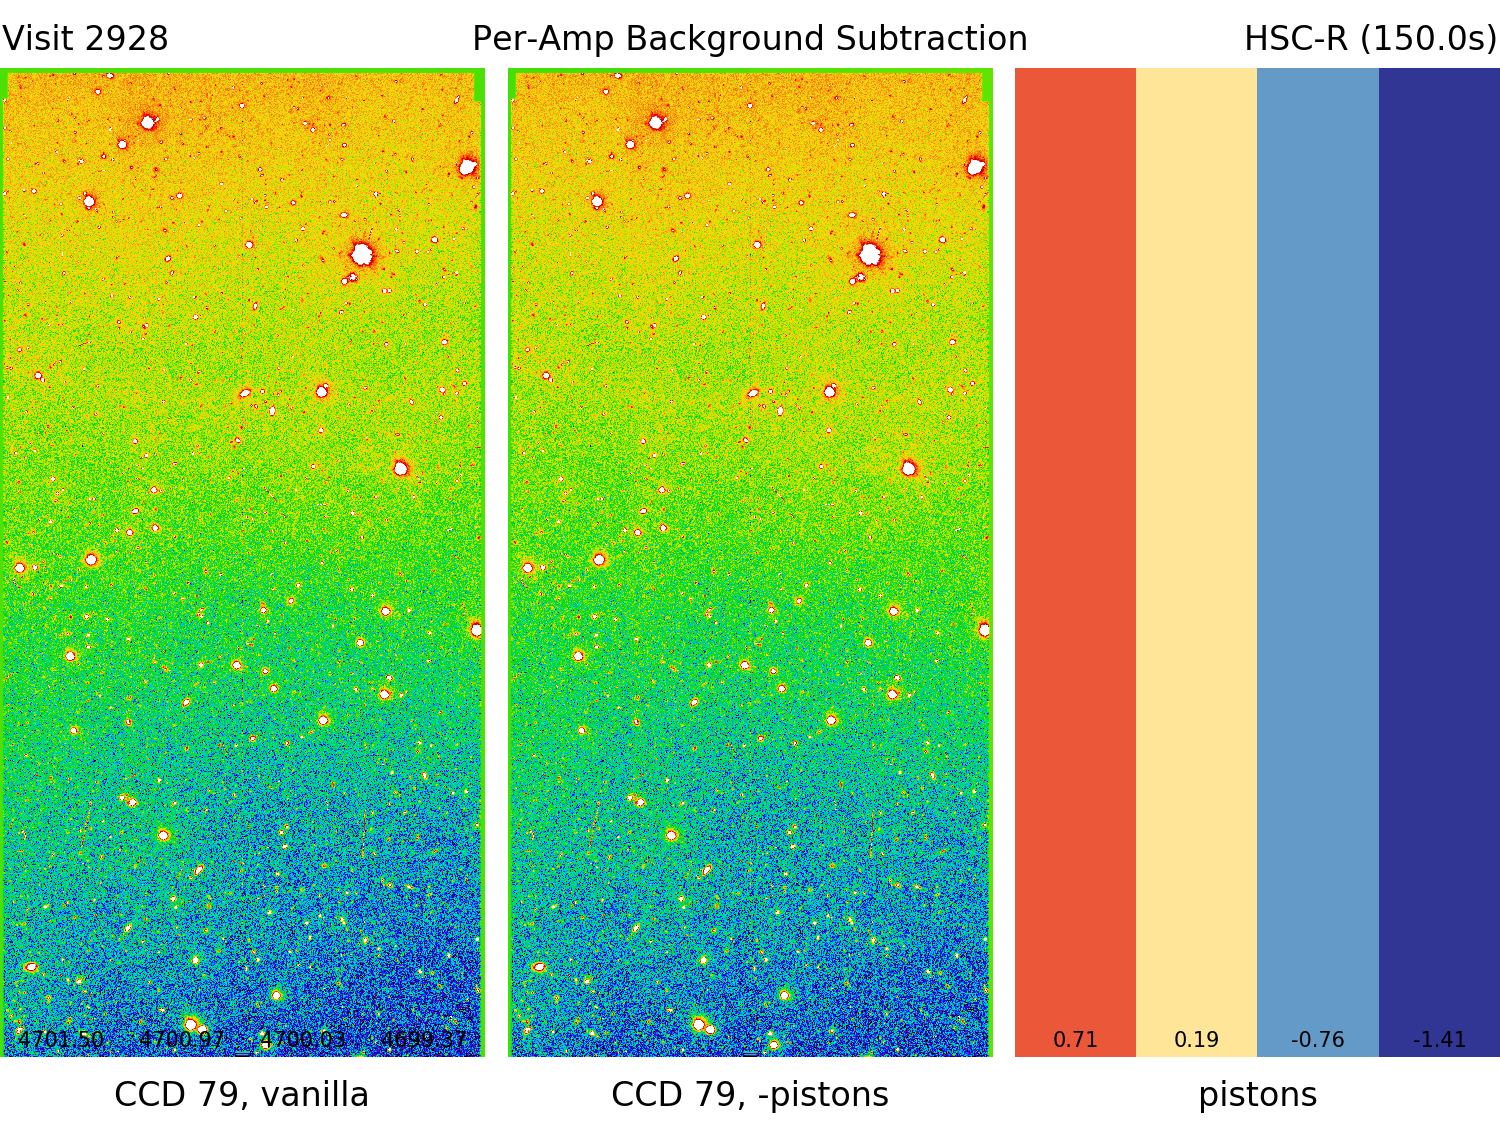 Visit 2928 Per-Amp Background Subtraction HSC-R (150.0s)
4701.50 4700.97 4700.03 4699.37 0.71 0.19 -0.76 -1.41
CCD 79, vanilla CCD 79, -pistons pistons